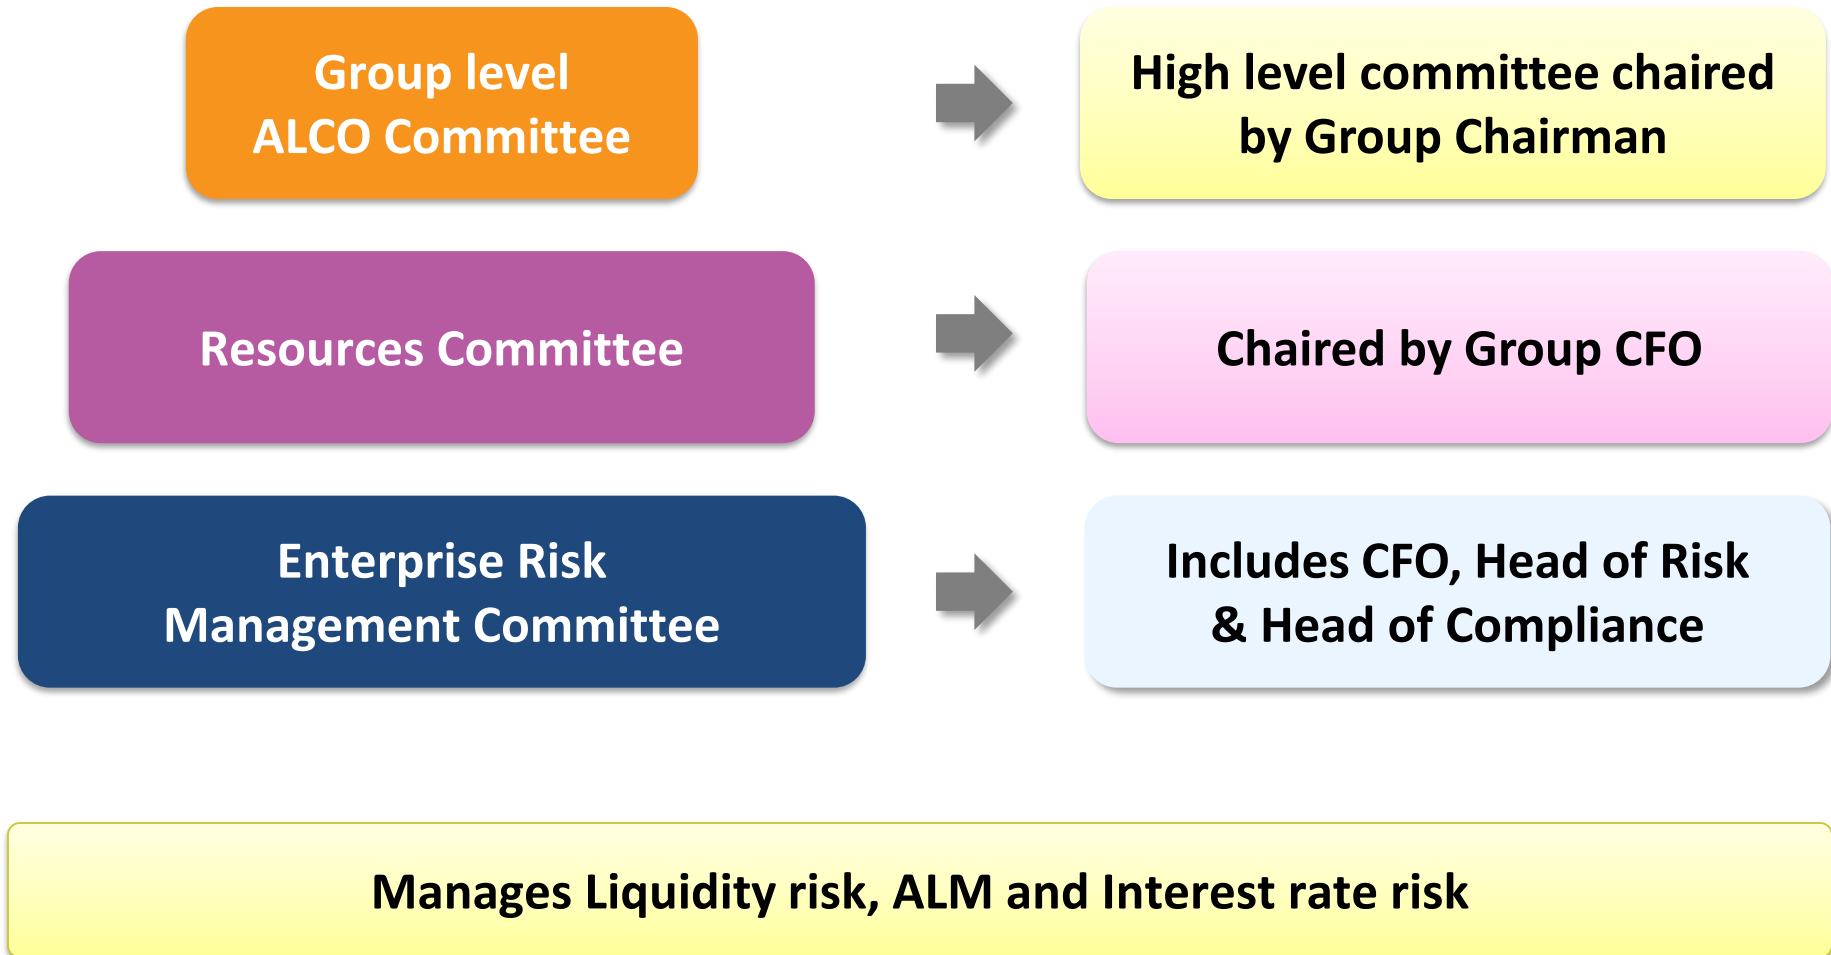 Group level
ALCO Committee
High level committee chaired
by Group Chairman
Resources Committee
Chaired by Group CFO
Enterprise Risk
Management Committee
Includes CFO, Head of Risk
& Head of Compliance
Manages Liquidity risk, ALM and Interest rate risk